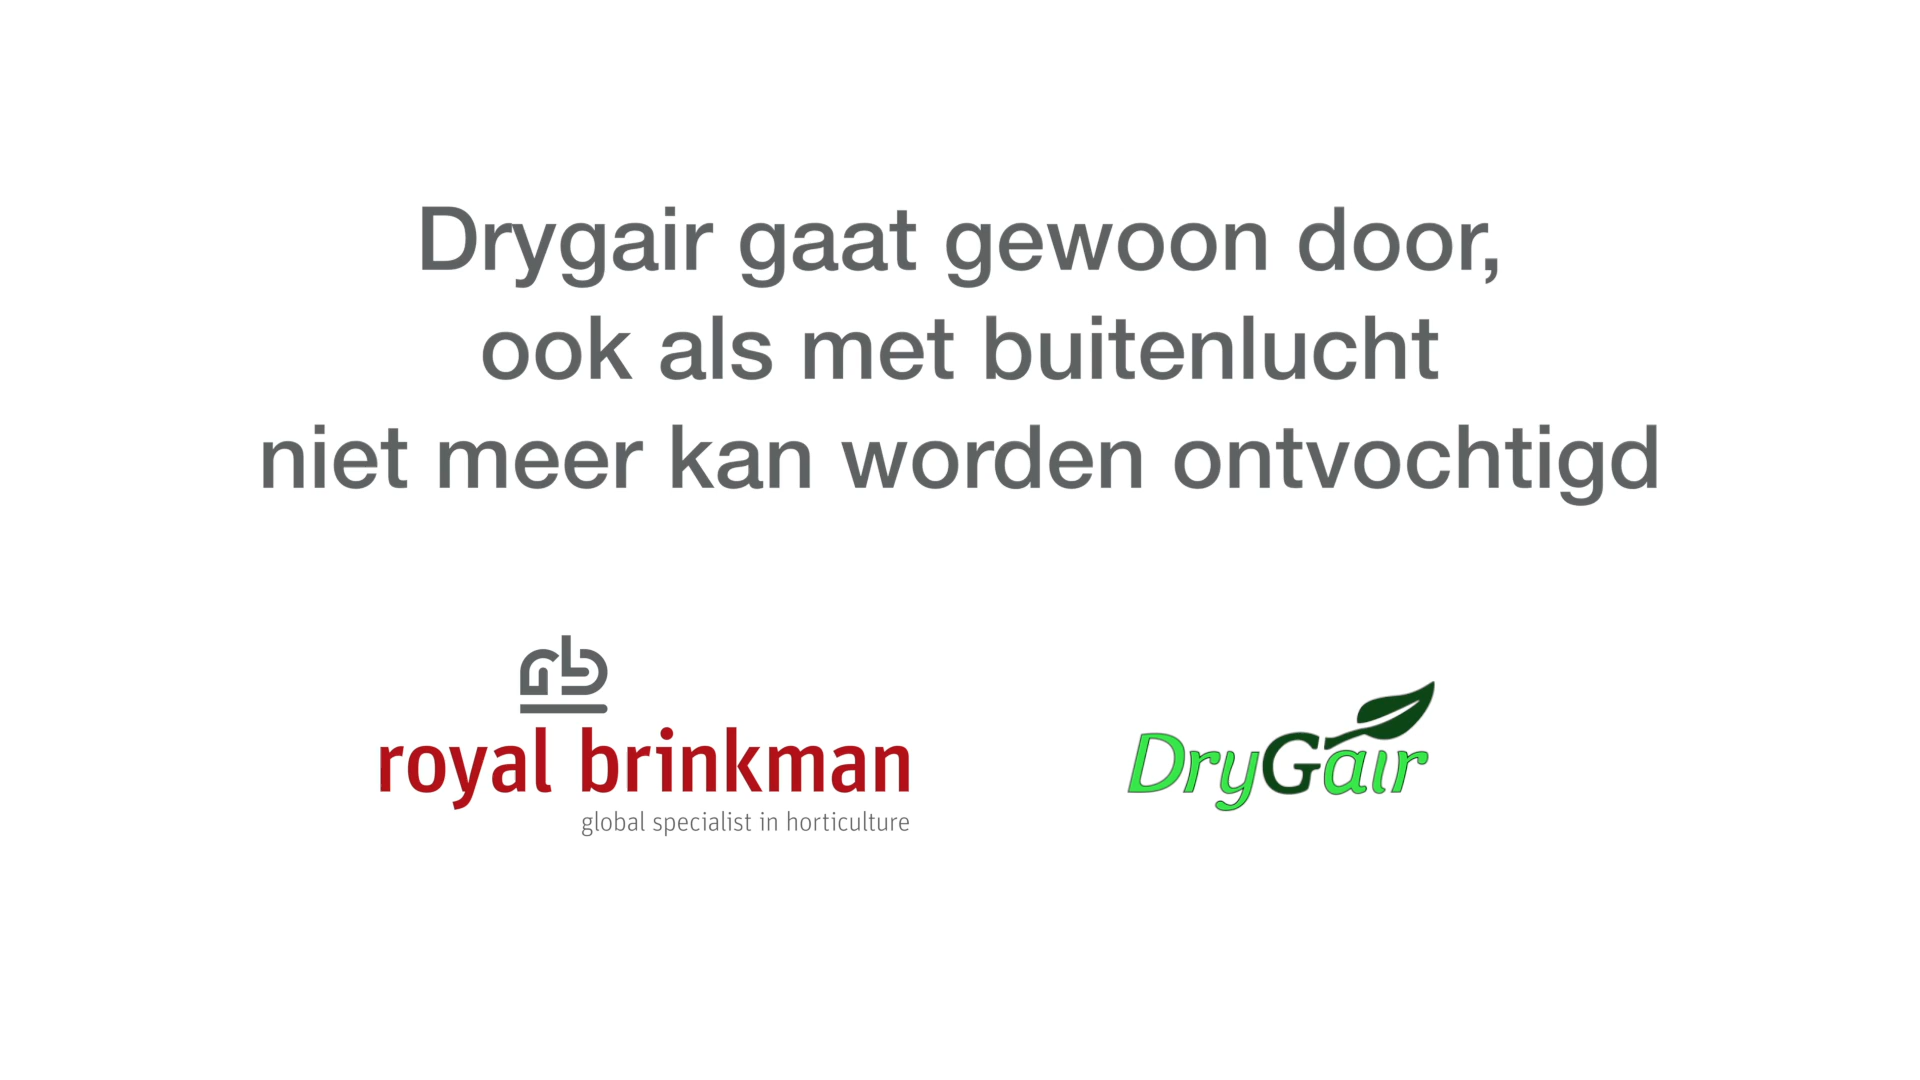 Drygair gaat gewoon door,
ook als met buitenlucht
niet meer kan worden ontvochtigd
royal brinkman
global specialist in horticulture
DryGair